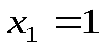 x₁ = 1